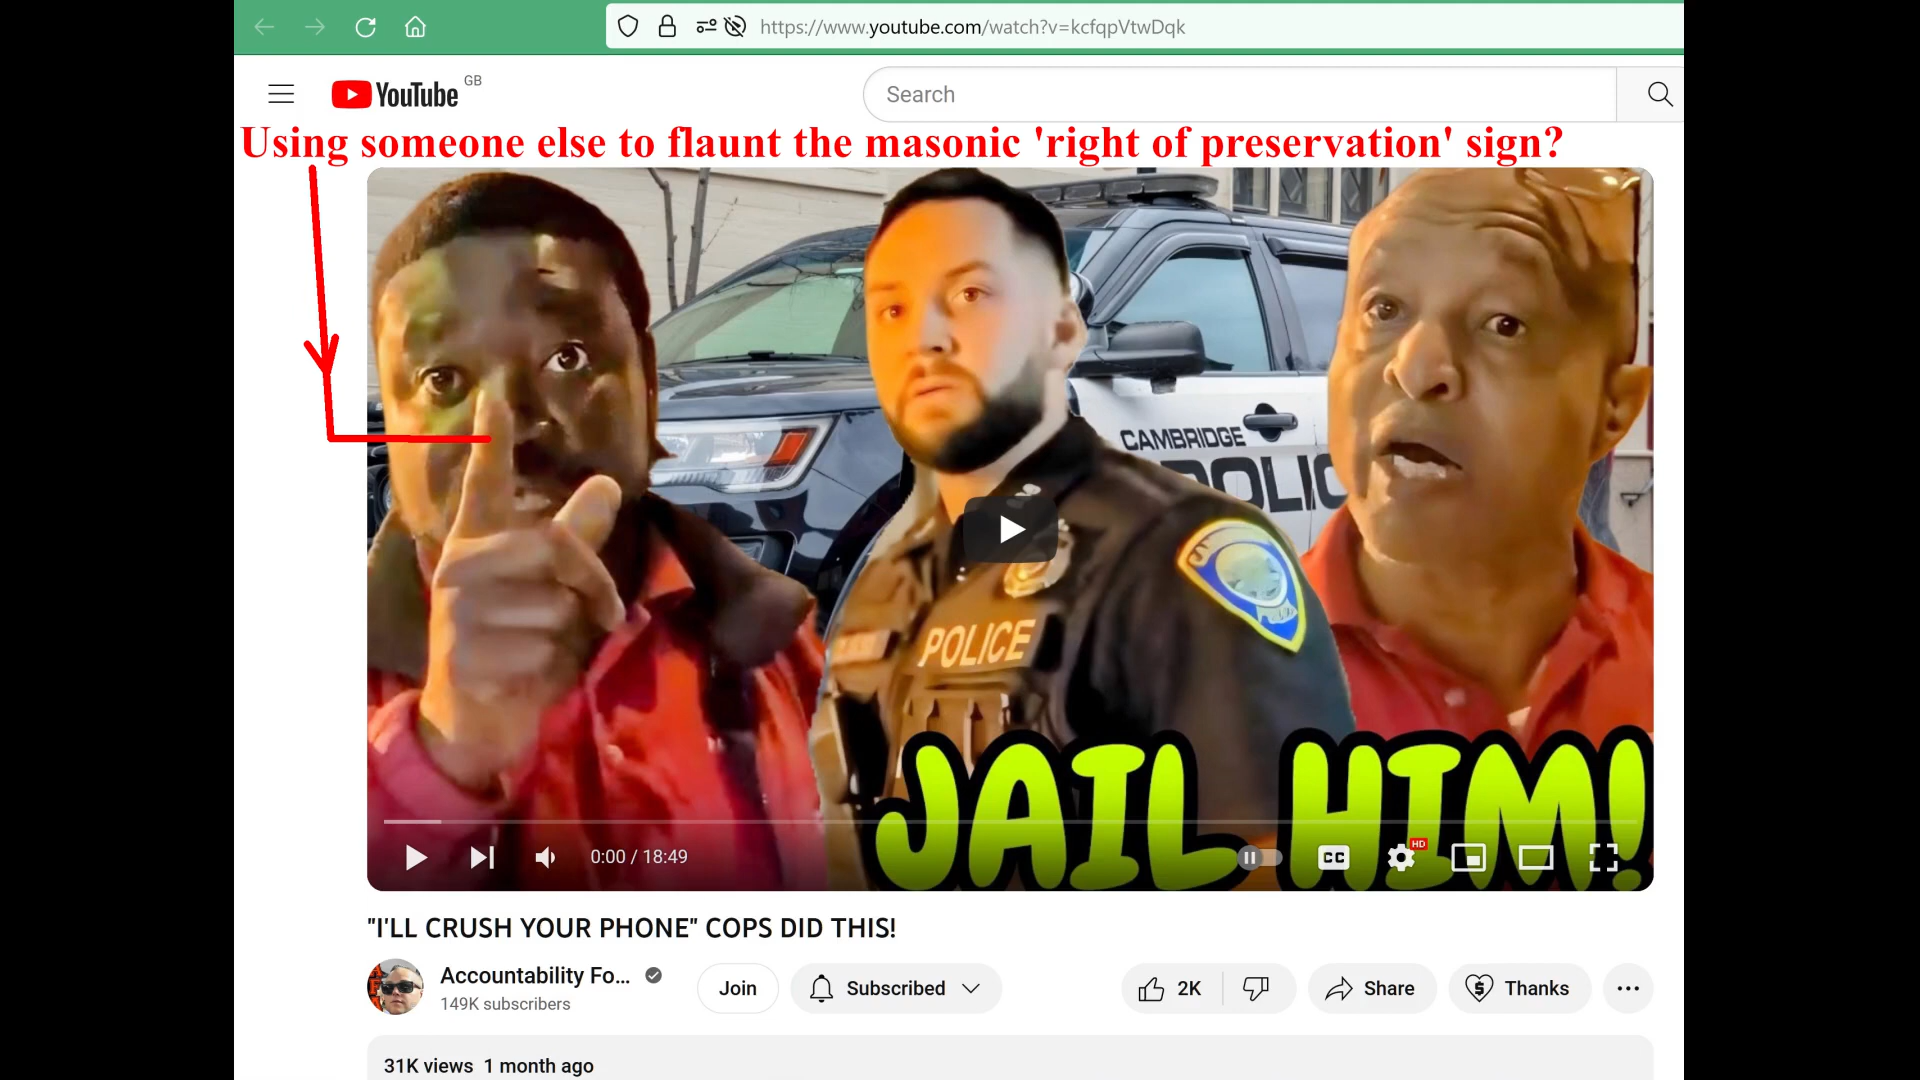 https://www.youtube.com/watch?v=kcfqpVtwDqk
YouTube GB
Search
Using someone else to flaunt the masonic 'right of preservation' sign?
CAMBRIDGE
POLIC
POLICE
JAIL HIM!
0:00 / 18:49
CC
HD
"I'LL CRUSH YOUR PHONE" COPS DID THIS!
Accountability Fo...
149K subscribers
Join
Subscribed
2K
Share
Thanks
31K views 1 month ago